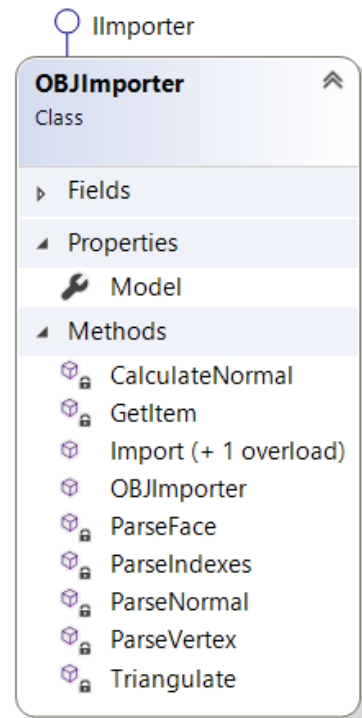 IImporter
OBJImporter
Class
Fields
Properties
Model
Methods
CalculateNormal
GetItem
Import (+ 1 overload)
OBJImporter
ParseFace
ParseIndexes
ParseNormal
ParseVertex
Triangulate